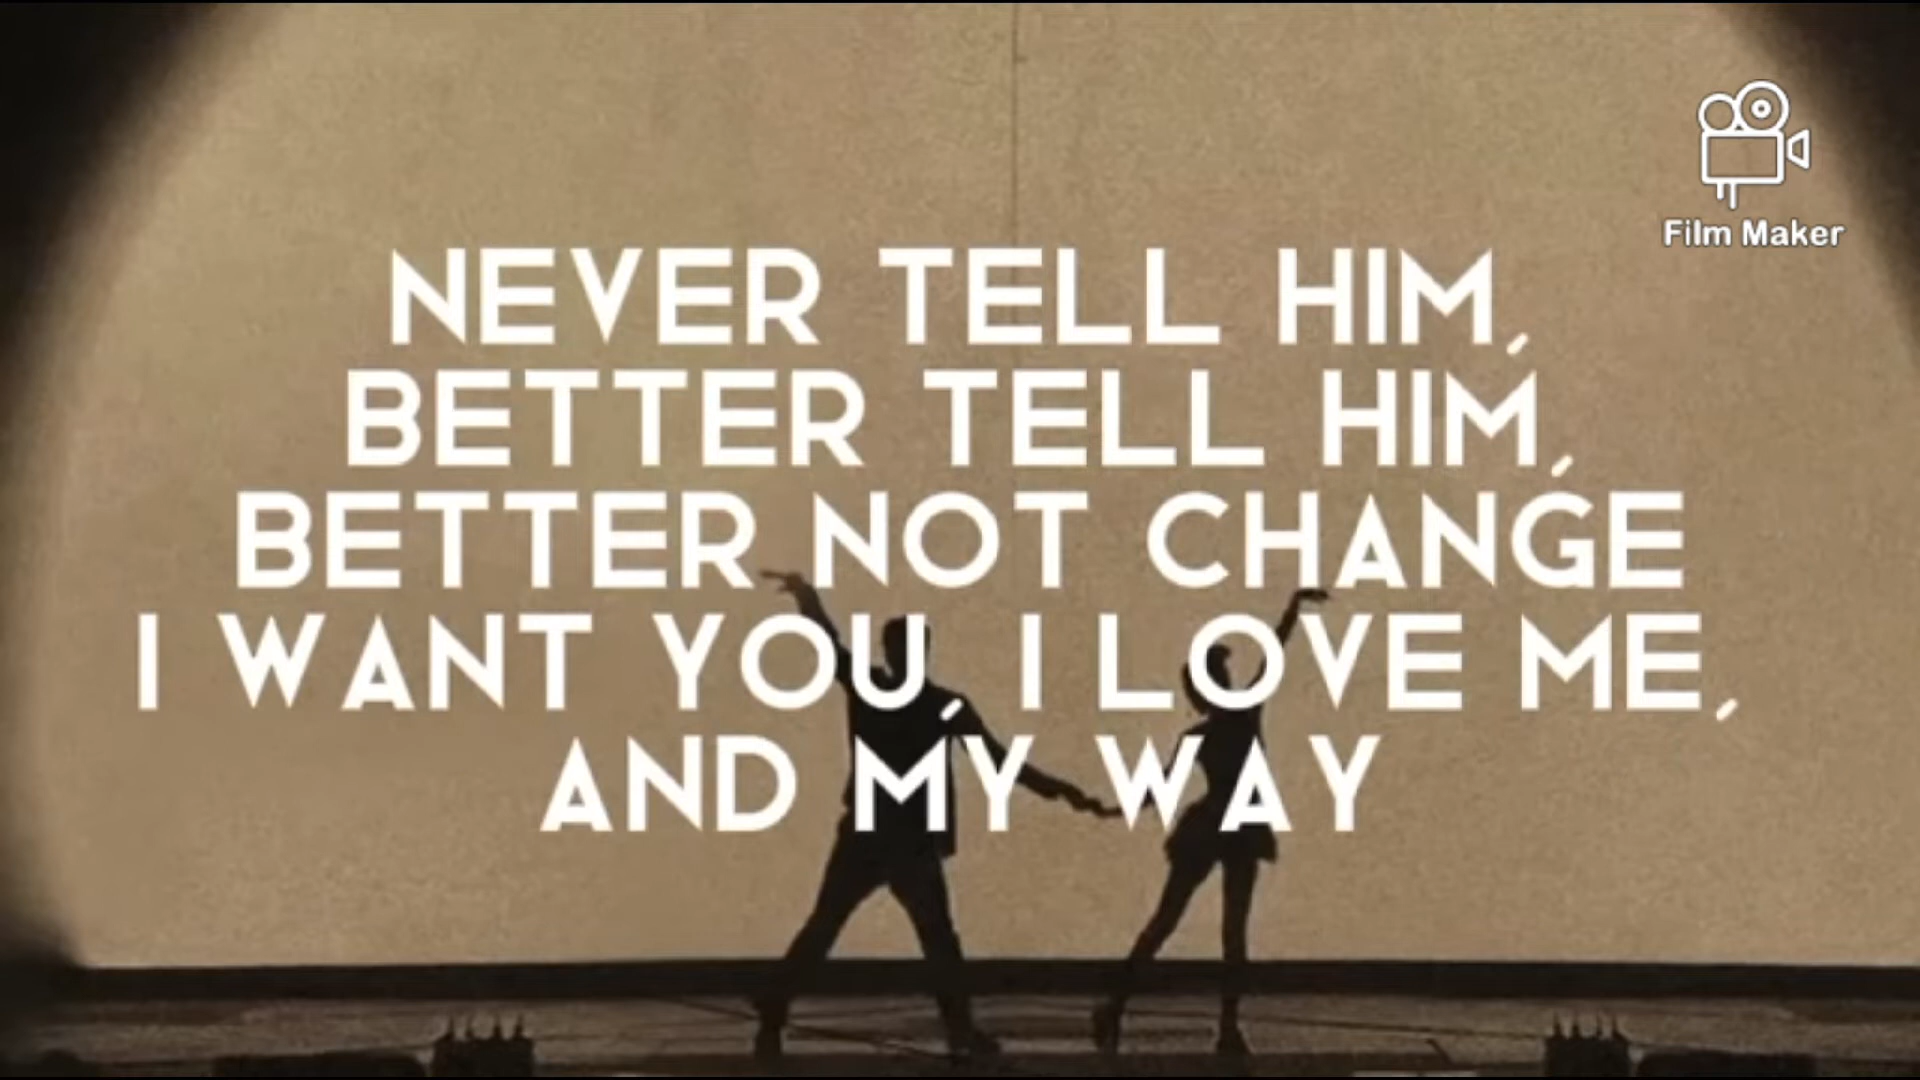 Film Maker
NEVER TELL HIM,
BETTER TELL HIM,
BETTER NOT CHANGE
I WANT YOU, I LOVE ME,
AND MY WAY